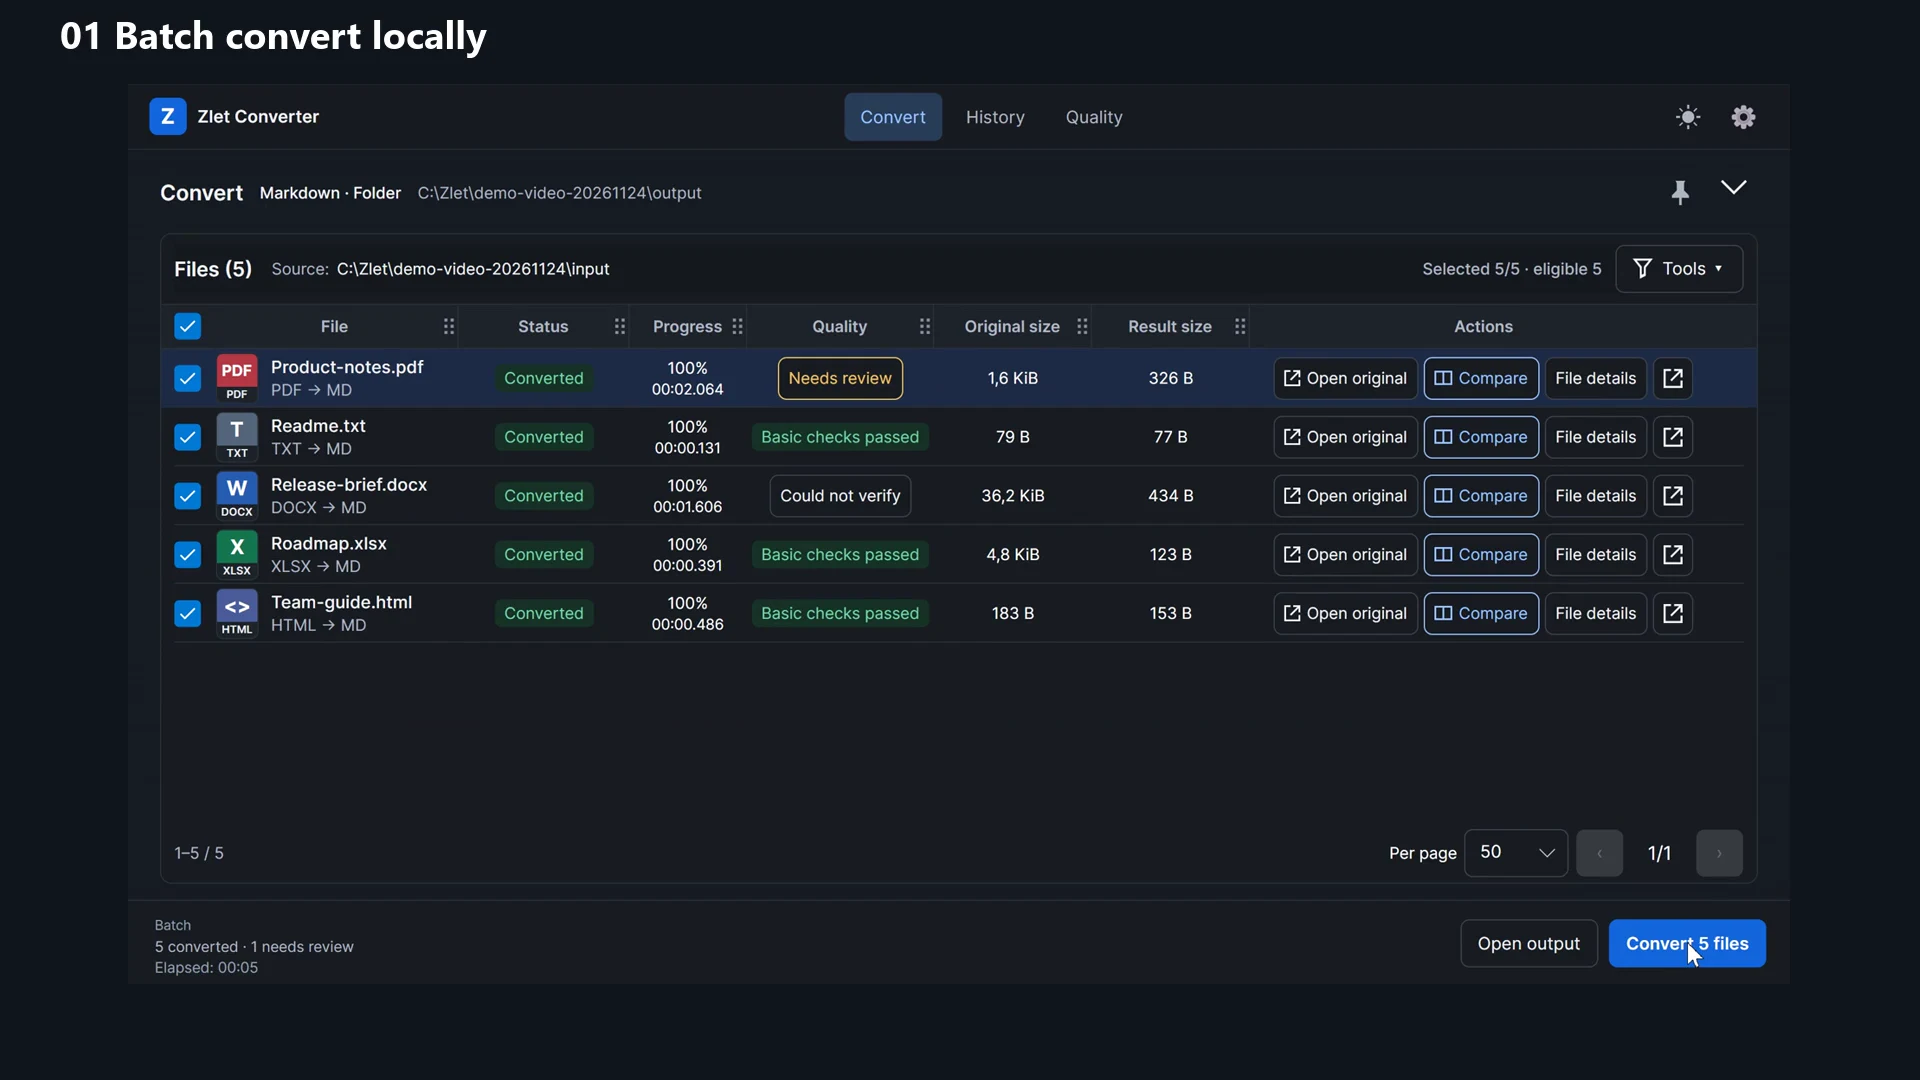 01 Batch convert locally
Z Zlet Converter Convert History Quality
Convert Markdown · Folder C:\Zlet\demo-video-20261124\output
Files (5) Source: C:\Zlet\demo-video-20261124\input Selected 5/5 · eligible 5 Tools
File Status Progress Quality Original size Result size Actions
PDF PDF Product-notes.pdf PDF → MD Converted 100% 00:02.064 Needs review 1,6 KiB 326 B Open original Compare File details
T TXT Readme.txt TXT → MD Converted 100% 00:00.131 Basic checks passed 79 B 77 B Open original Compare File details
W DOCX Release-brief.docx DOCX → MD Converted 100% 00:01.606 Could not verify 36,2 KiB 434 B Open original Compare File details
X XLSX Roadmap.xlsx XLSX → MD Converted 100% 00:00.391 Basic checks passed 4,8 KiB 123 B Open original Compare File details
<> HTML Team-guide.html HTML → MD Converted 100% 00:00.486 Basic checks passed 183 B 153 B Open original Compare File details
1–5 / 5 Per page 50 ‹ 1/1 ›
Batch
5 converted · 1 needs review
Elapsed: 00:05
Open output Convert 5 files